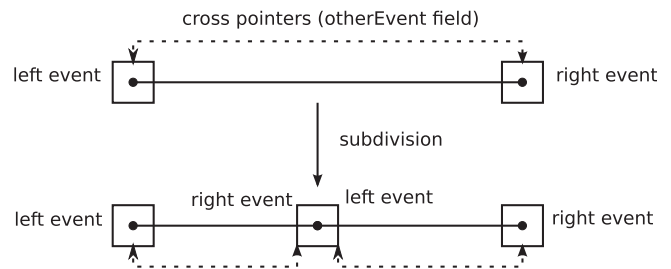 cross pointers (otherEvent field)
left event
right event
subdivision
right event
left event
left event
right event